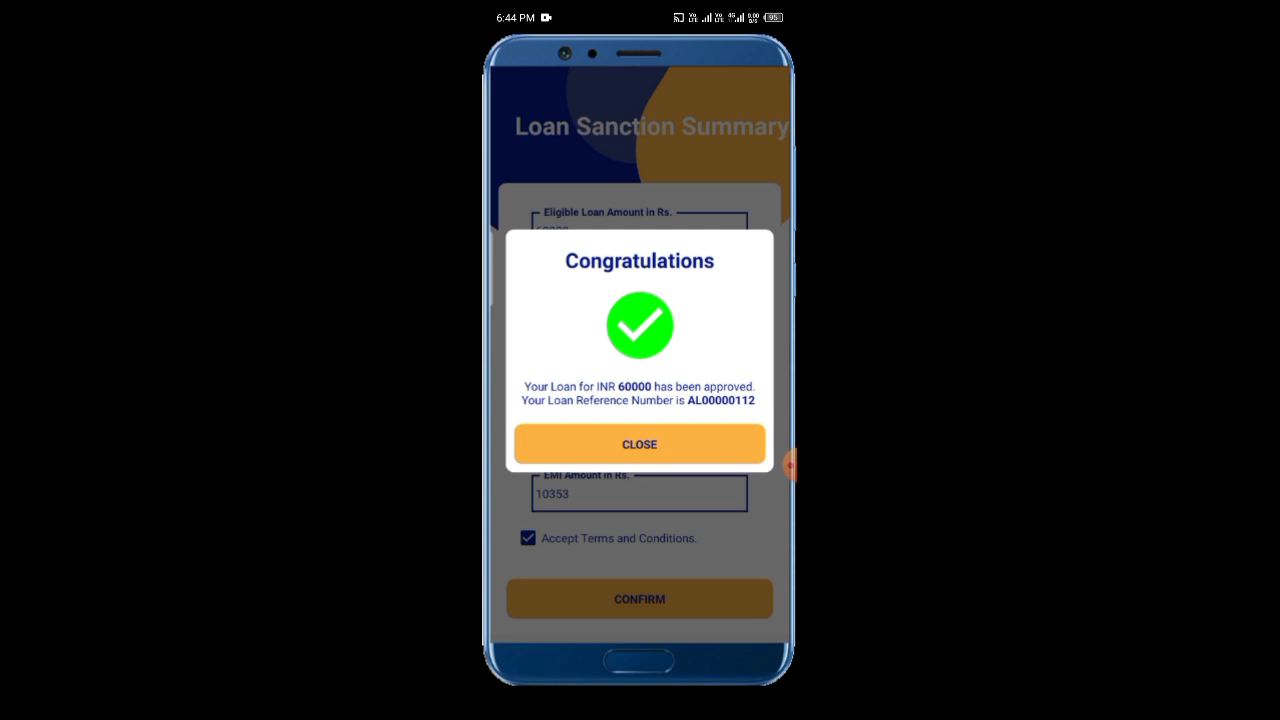 6:44 PM
Loan Sanction Summary
Eligible Loan Amount in Rs.
Congratulations
Your Loan for INR 60000 has been approved.
Your Loan Reference Number is AL00000112
CLOSE
EMI Amount in Rs.
10353
Accept Terms and Conditions.
CONFIRM